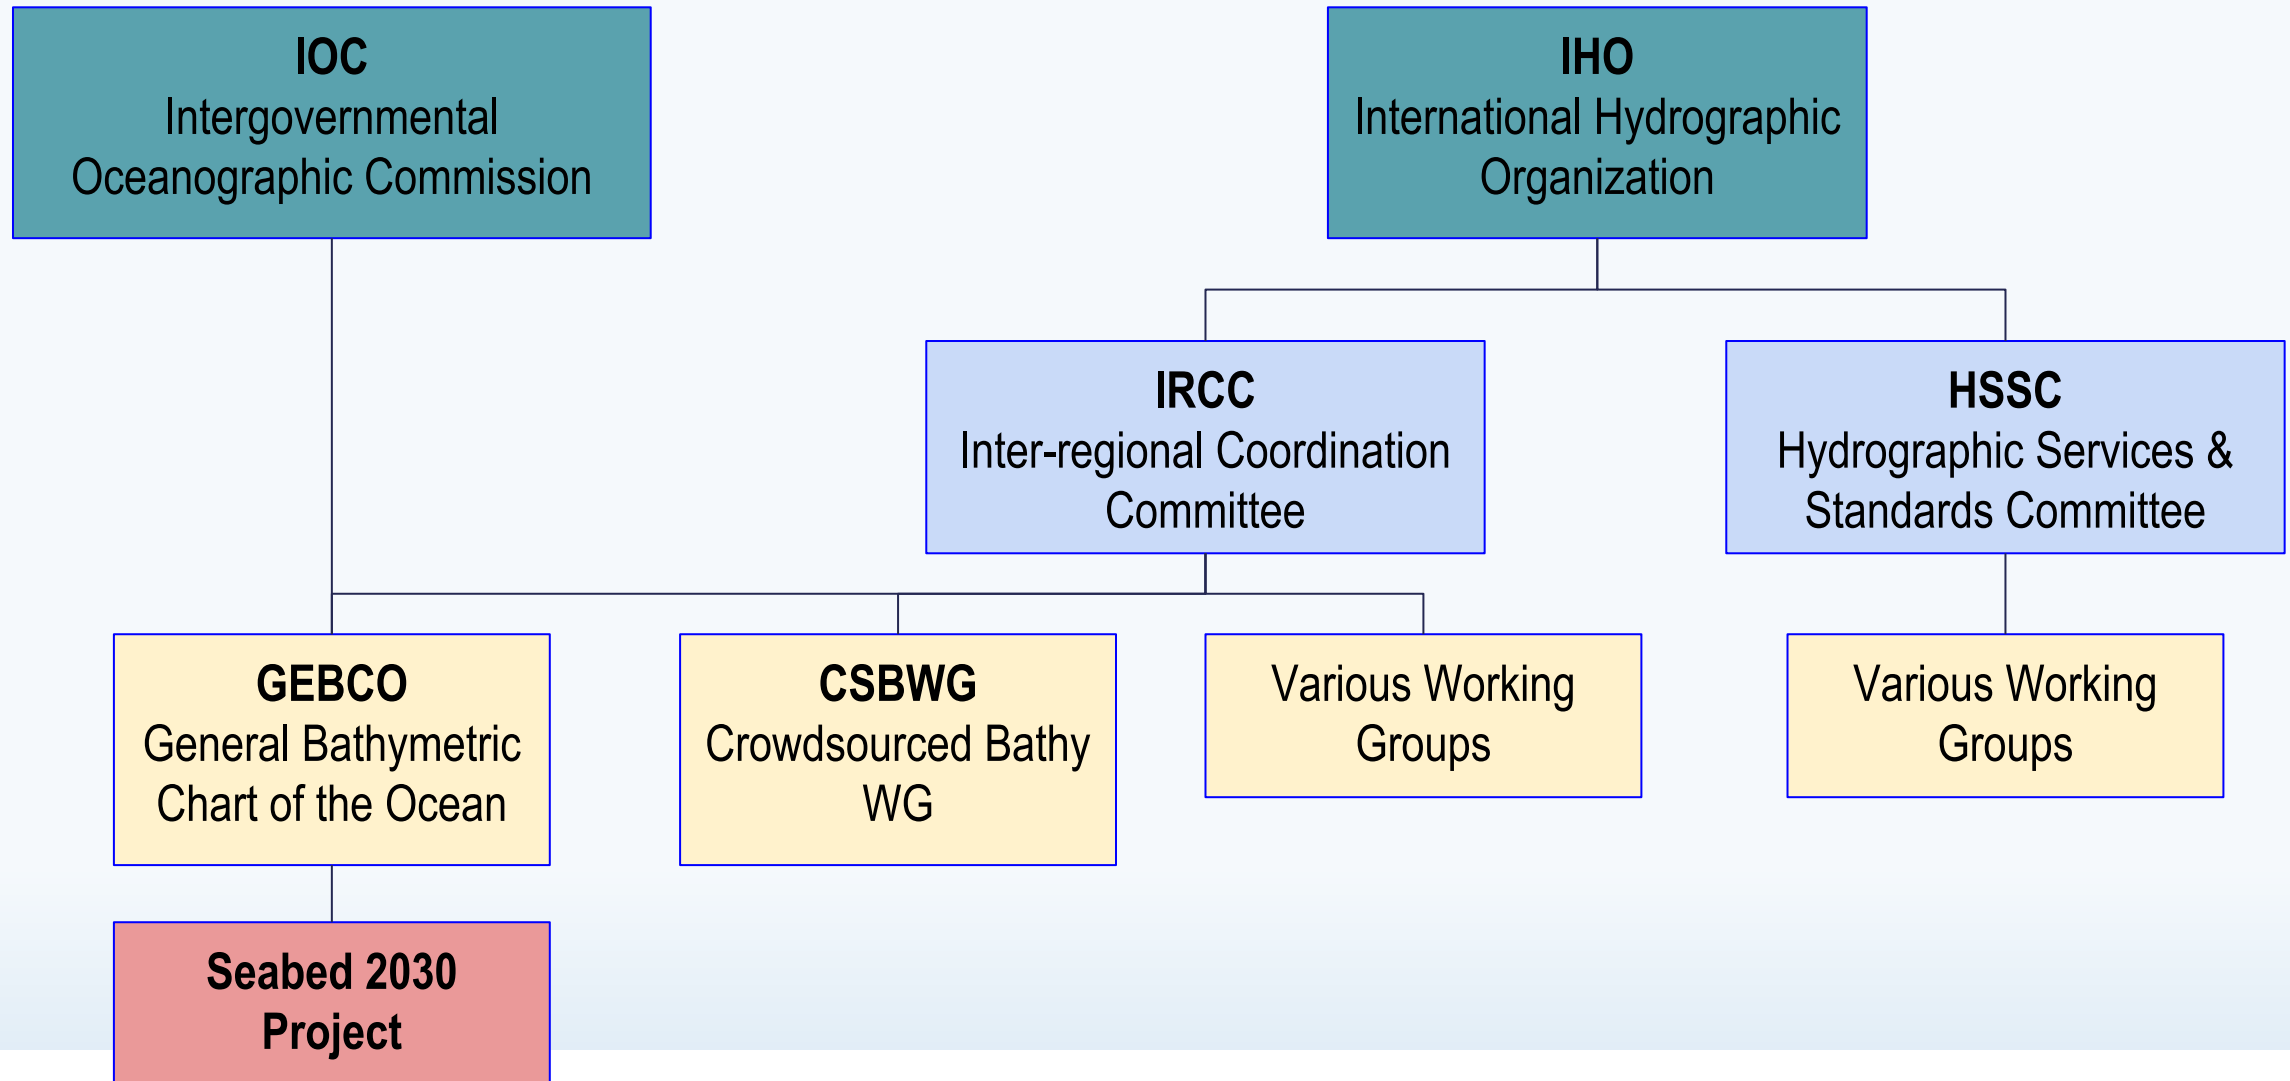 IOC
Intergovernmental
Oceanographic Commission
IHO
International Hydrographic
Organization
IRCC
Inter-regional Coordination
Committee
HSSC
Hydrographic Services &
Standards Committee
GEBCO
General Bathymetric
Chart of the Ocean
CSBWG
Crowdsourced Bathy
WG
Various Working
Groups
Various Working
Groups
Seabed 2030
Project